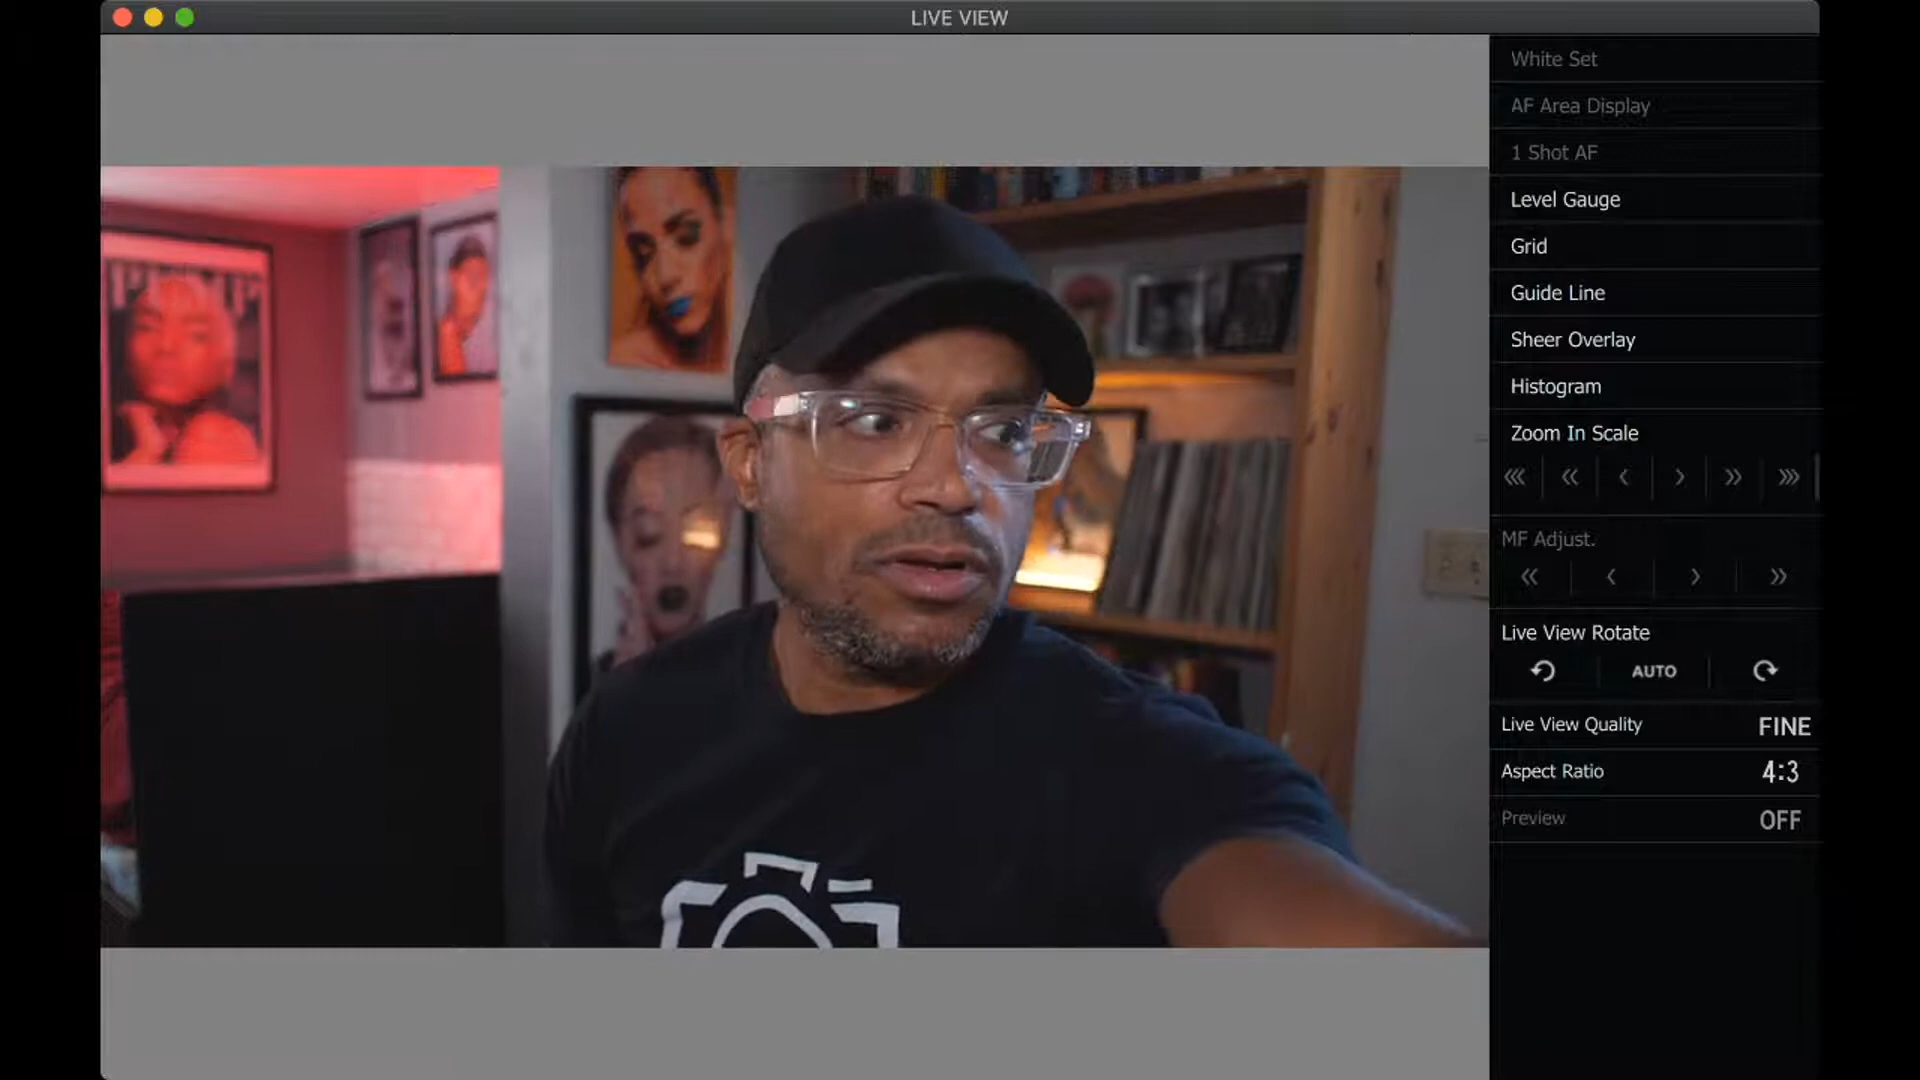 LIVE VIEW
White Set
AF Area Display
1 Shot AF
Level Gauge
Grid
Guide Line
Sheer Overlay
Histogram
Zoom In Scale
MF Adjust.
Live View Rotate
AUTO
Live View Quality FINE
Aspect Ratio 4:3
Preview OFF